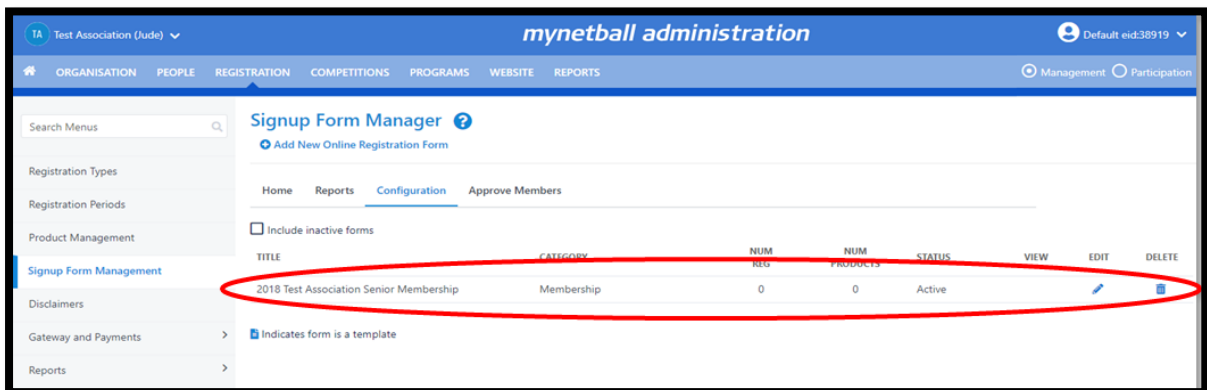 TA Test Association (Jude)
mynetball administration
Default eid:38919
ORGANISATION PEOPLE REGISTRATION COMPETITIONS PROGRAMS WEBSITE REPORTS
Management Participation
Search Menus
Registration Types
Registration Periods
Product Management
Signup Form Management
Disclaimers
Gateway and Payments
Reports
Signup Form Manager ?
Add New Online Registration Form
Home Reports Configuration Approve Members
Include inactive forms
TITLE CATEGORY NUM REG NUM PRODUCTS STATUS VIEW EDIT DELETE
2018 Test Association Senior Membership Membership 0 0 Active
Indicates form is a template